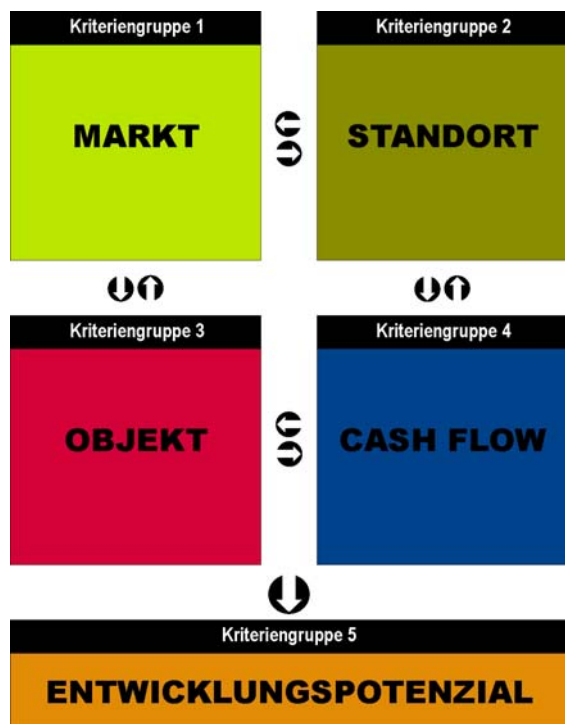 Kriteriengruppe 1
MARKT
Kriteriengruppe 2
STANDORT
Kriteriengruppe 3
OBJEKT
Kriteriengruppe 4
CASH FLOW
Kriteriengruppe 5
ENTWICKLUNGSPOTENZIAL